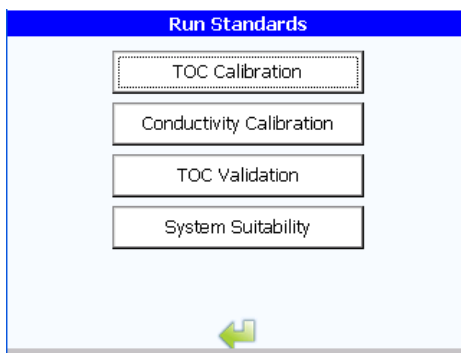 Run Standards
TOC Calibration
Conductivity Calibration
TOC Validation
System Suitability